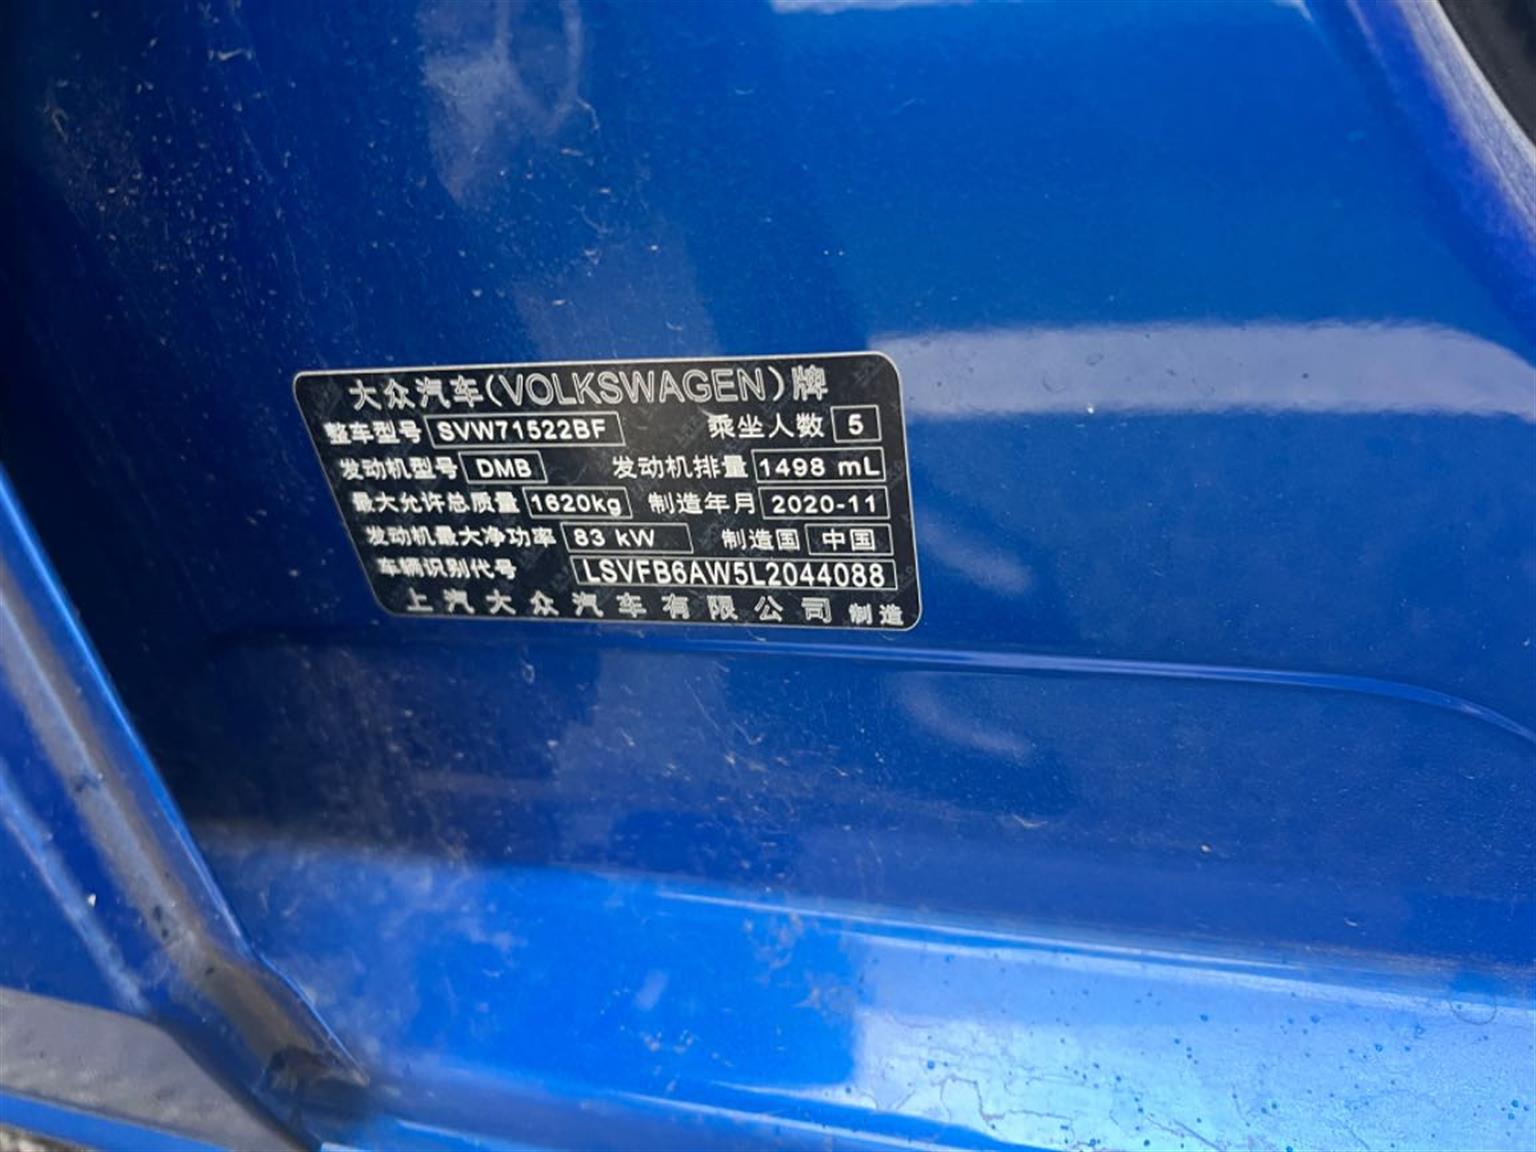 大众汽车(VOLKSWAGEN)牌
整车型号 SVW71522BF 乘坐人数 5
发动机型号 DMB 发动机排量 1498 mL
最大允许总质量 1620kg 制造年月 2020-11
发动机最大净功率 83 kW 制造国 中国
车辆识别代号 LSVFB6AW5L2044088
上汽大众汽车有限公司 制造